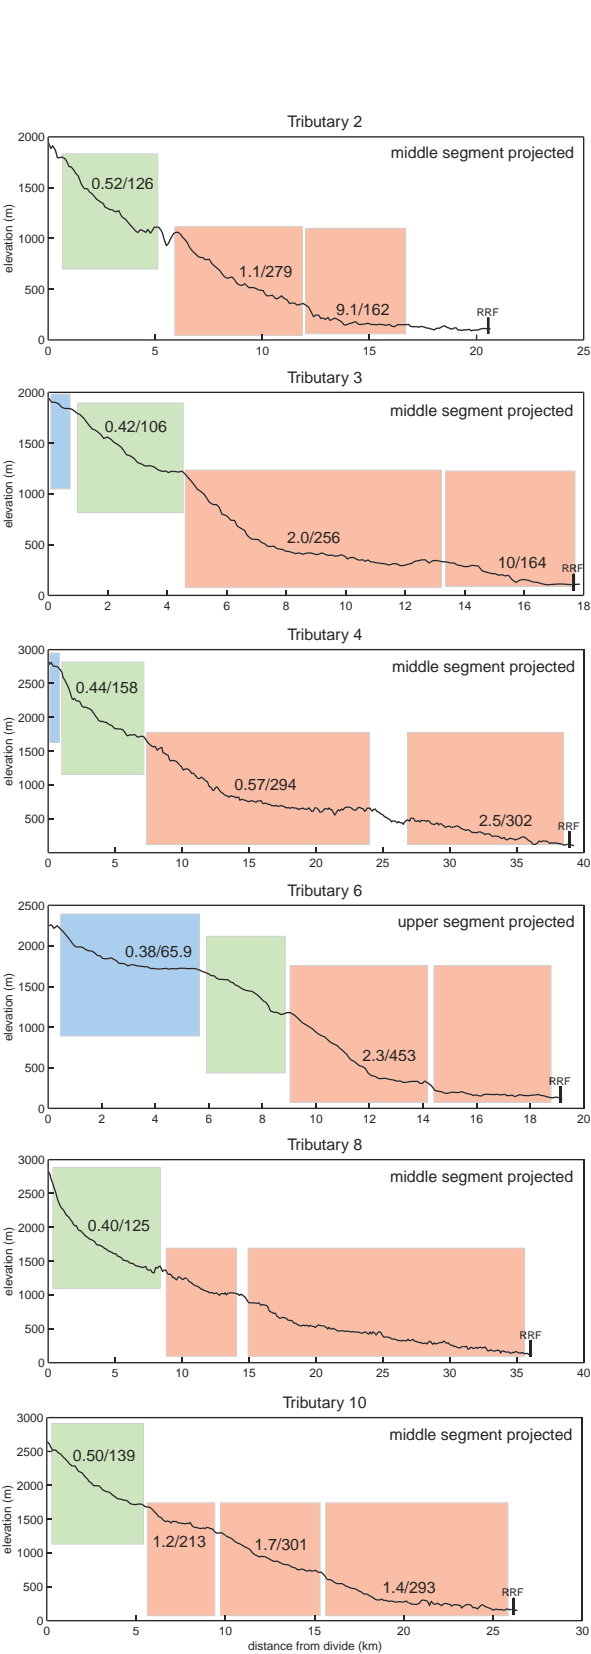 Tributary 2
2000
middle segment projected
0.52/126
1500
elevation (m)
1000
1.1/279
500
9.1/162
RRF
0
0 5 10 15 20 25
Tributary 3
2000
middle segment projected
0.42/106
1500
elevation (m)
1000
2.0/256
500
10/164
RRF
0
0 2 4 6 8 10 12 14 16 18
Tributary 4
3000
middle segment projected
0.44/158
2500
2000
elevation (m)
1500
1000
0.57/294
500
2.5/302
RRF
0 5 10 15 20 25 30 35 40
Tributary 6
2500
upper segment projected
2000
0.38/65.9
1500
elevation (m)
1000
2.3/453
500
RRF
0
0 2 4 6 8 10 12 14 16 18 20
Tributary 8
3000
middle segment projected
2500
2000
0.40/125
elevation (m)
1500
1000
500
RRF
0
0 5 10 15 20 25 30 35 40
Tributary 10
3000
middle segment projected
2500
0.50/139
2000
elevation (m)
1500
1.2/213 1.7/301
1000
500
1.4/293
RRF
0
0 5 10 15 20 25 30
distance from divide (km)